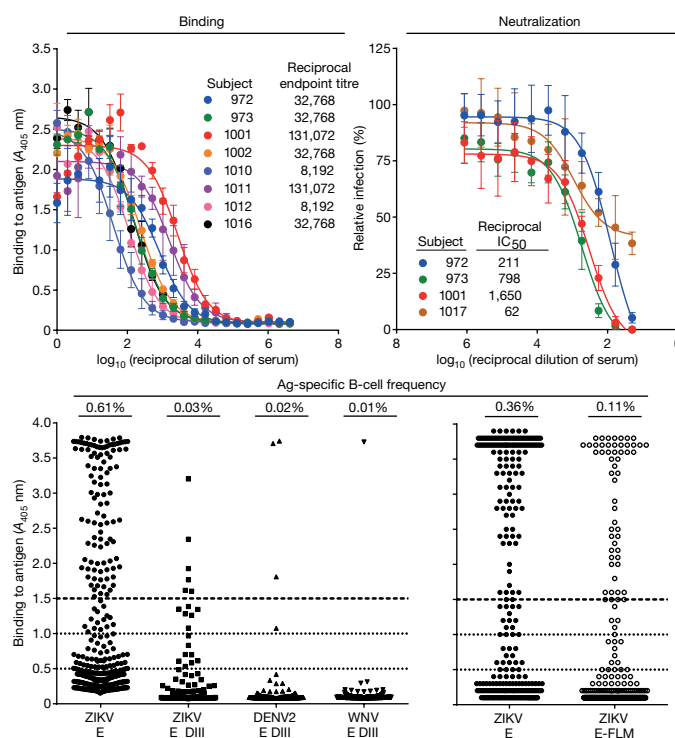 Binding
Neutralization
Binding to antigen (A405 nm)
3.5
3.0
2.5
2.0
1.5
1.0
0.5
0
0
2
4
6
8
log10 (reciprocal dilution of serum)
Subject
Reciprocal
endpoint titre
972 32,768
973 32,768
1001 131,072
1002 32,768
1010 8,192
1011 131,072
1012 8,192
1016 32,768
Relative infection (%)
125
100
75
50
25
0
6
4
2
0
log10 (reciprocal dilution of serum)
Subject
Reciprocal
IC50
972 211
973 798
1001 1,650
1017 62
Ag-specific B-cell frequency
0.61%
0.03%
0.02%
0.01%
0.36%
0.11%
Binding to antigen (A405 nm)
4.0
3.5
3.0
2.5
2.0
1.5
1.0
0.5
0
ZIKV
E
ZIKV
E DIII
DENV2
E DIII
WNV
E DIII
ZIKV
E
ZIKV
E-FLM